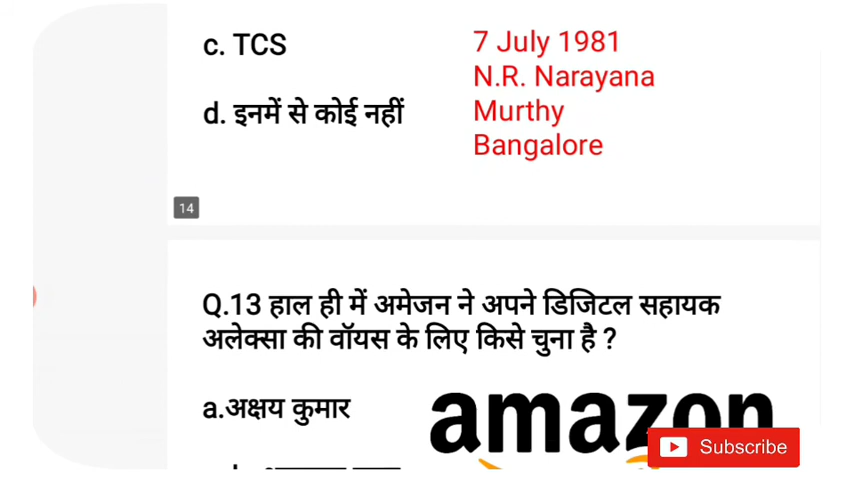 c. TCS
d. इनमें से कोई नहीं
7 July 1981
N.R. Narayana
Murthy
Bangalore
14
Q.13 हाल ही में अमेजन ने अपने डिजिटल सहायक
अलेक्सा की वॉयस के लिए किसे चुना है ?
a.अक्षय कुमार
amazon
Subscribe